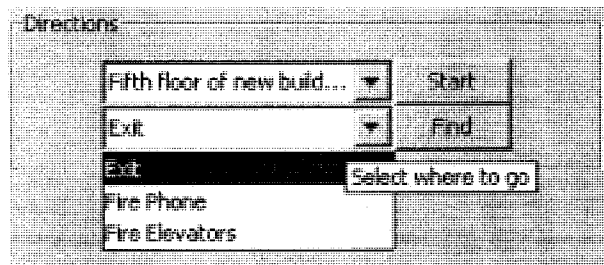 Directions
Fifth floor of new build... Start
Exit Find
Exit
Select where to go
Fire Phone
Fire Elevators